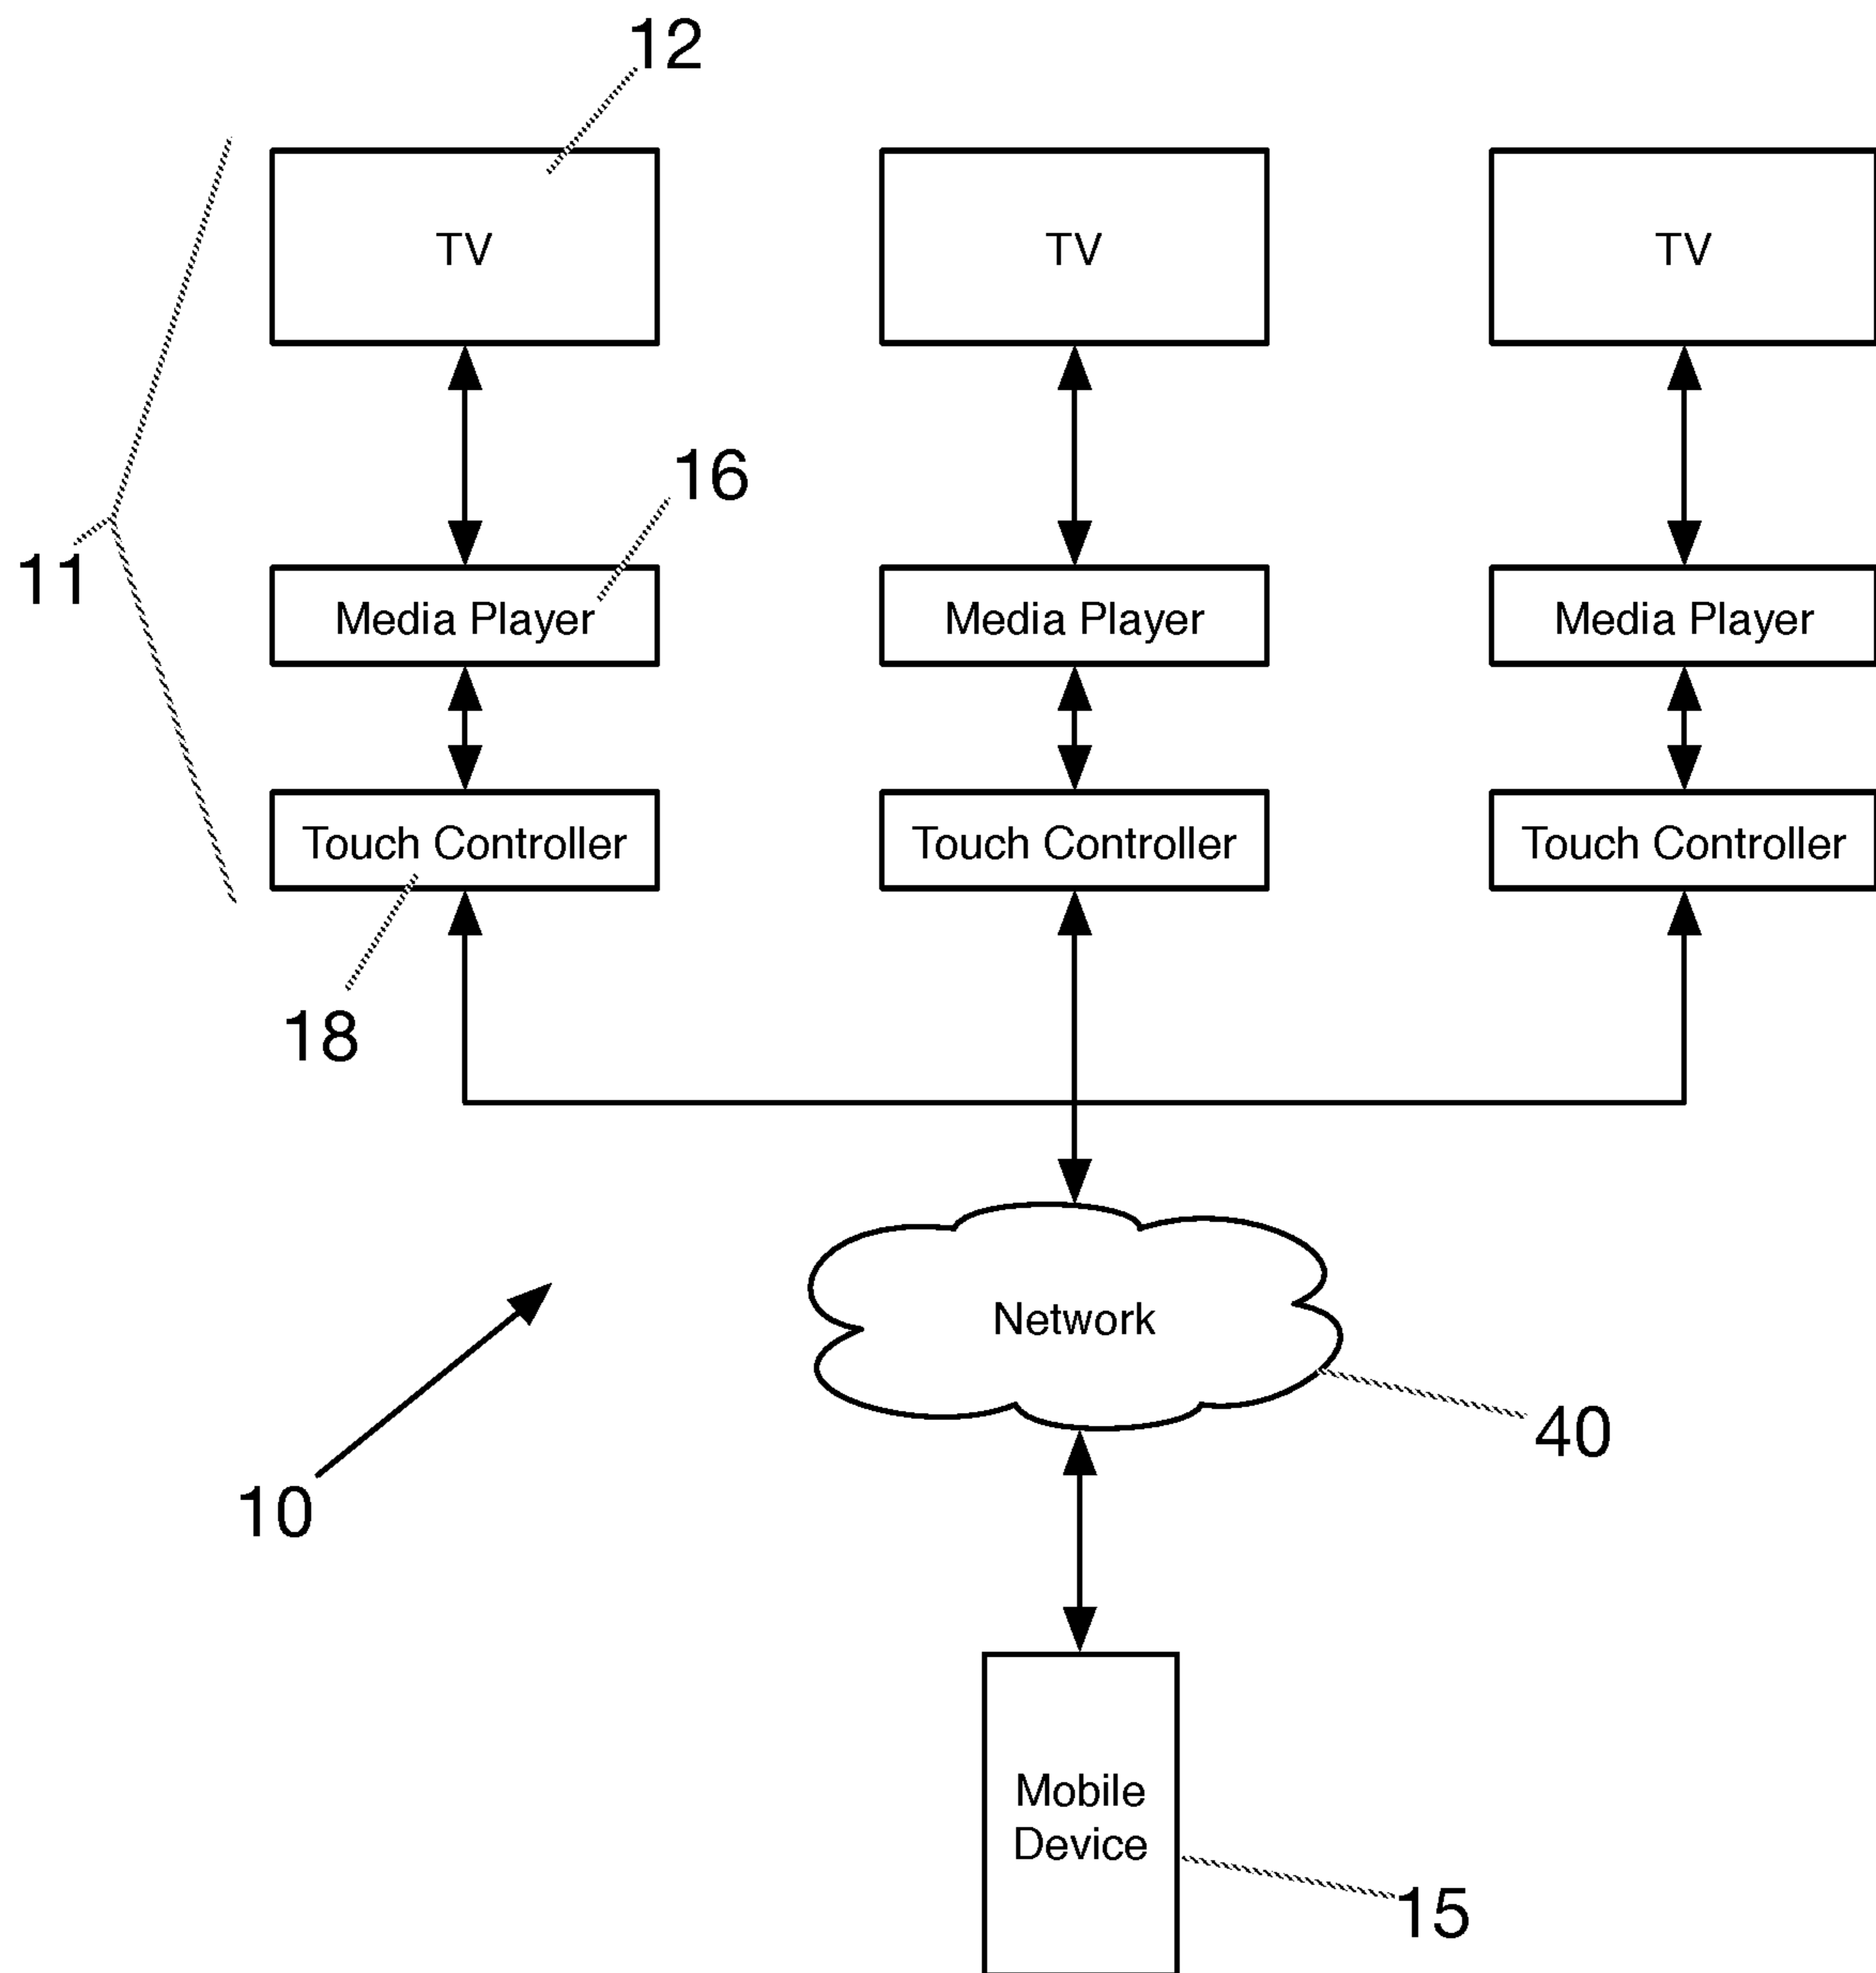 12
TV
TV
TV
16
11
Media Player
Media Player
Media Player
Touch Controller
Touch Controller
Touch Controller
18
Network
40
10
Mobile
Device
15